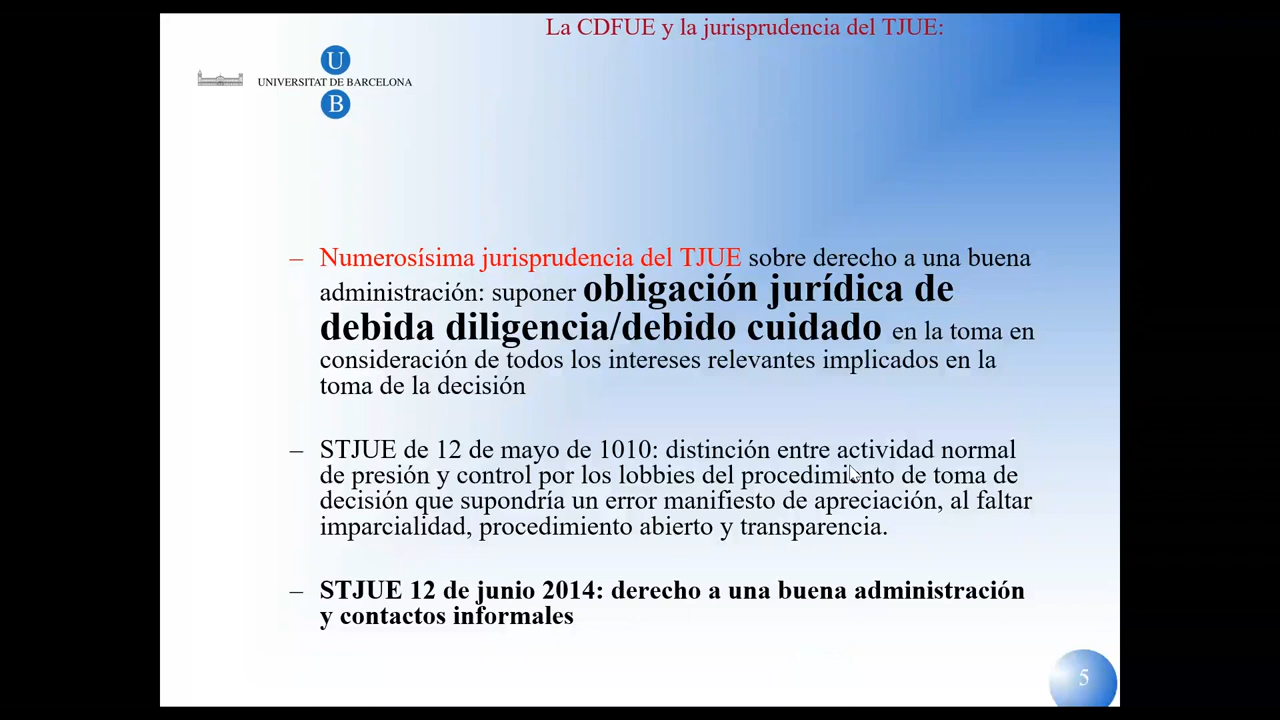 La CDFUE y la jurisprudencia del TJUE:
U
UNIVERSITAT DE BARCELONA
B
– Numerosísima jurisprudencia del TJUE sobre derecho a una buena
administración: suponer obligación jurídica de
debida diligencia/debido cuidado en la toma en
consideración de todos los intereses relevantes implicados en la
toma de la decisión
– STJUE de 12 de mayo de 1010: distinción entre actividad normal
de presión y control por los lobbies del procedimiento de toma de
decisión que supondría un error manifiesto de apreciación, al faltar
imparcialidad, procedimiento abierto y transparencia.
– STJUE 12 de junio 2014: derecho a una buena administración
y contactos informales
5